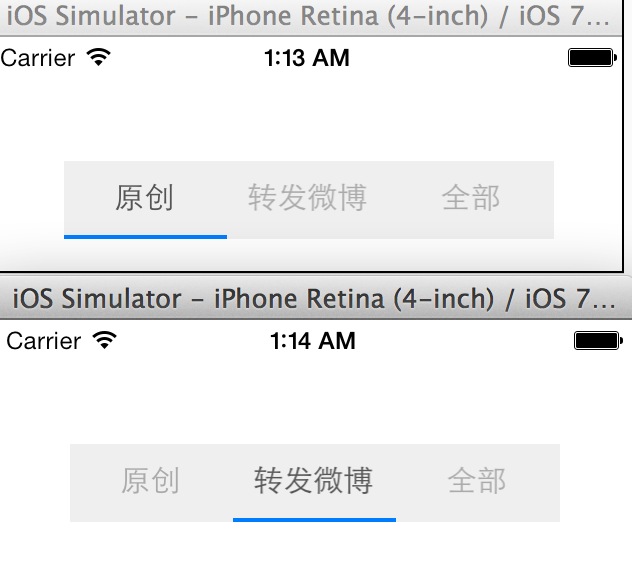 iOS Simulator – iPhone Retina (4-inch) / iOS 7...
Carrier 1:13 AM
原创 转发微博 全部
iOS Simulator – iPhone Retina (4-inch) / iOS 7...
Carrier 1:14 AM
原创 转发微博 全部